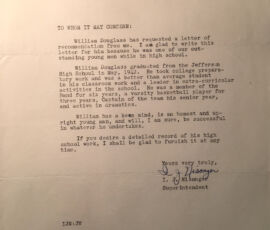 TO WHOM IT MAY CONCERN:
William Douglass has requested a letter of
recommendation from me. I am glad to write this
letter for him because he was one of our out-
standing young men while in high school.
William Douglass graduated from the Jefferson
High School in May, 1942. He took college prepara-
tory work and was a better than average student
in his classroom work and a leader in extra-curricular
activities in the school. He was a member of the
Band for six years, a varsity basketball player for
three years, Captain of the team his senior year,
and active in dramatics.
William has a keen mind, is an honest and up-
right young man, and will, I am sure, be successful
in whatever he undertakes.
If you desire a detailed record of his high
school work, I shall be glad to furnish it at any
time.
Yours very truly,
Superintendent